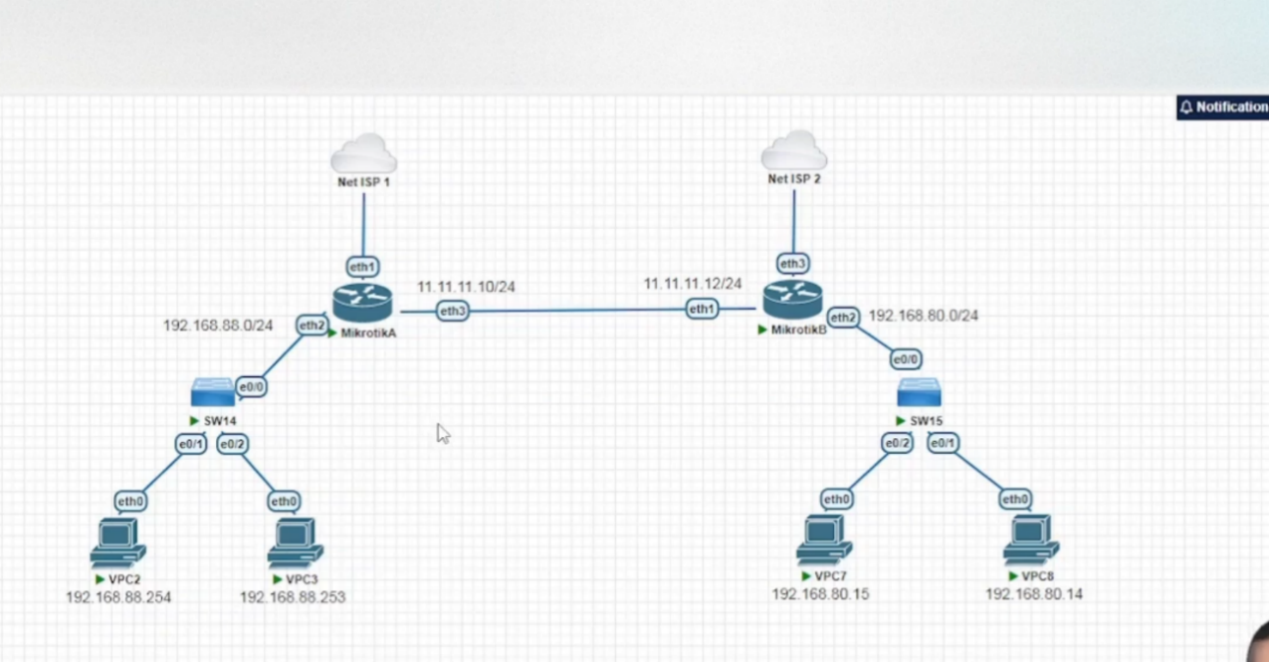 Notification
Net ISP 1
Net ISP 2
eth1
eth3
11.11.11.10/24
11.11.11.12/24
eth3
eth1
192.168.88.0/24
eth2
MikrotikA
MikrotikB
eth2
192.168.80.0/24
e0/0
e0/0
SW14
SW15
e0/1
e0/2
e0/2
e0/1
eth0
eth0
eth0
eth0
VPC2
VPC3
VPC7
VPC8
192.168.88.254
192.168.88.253
192.168.80.15
192.168.80.14